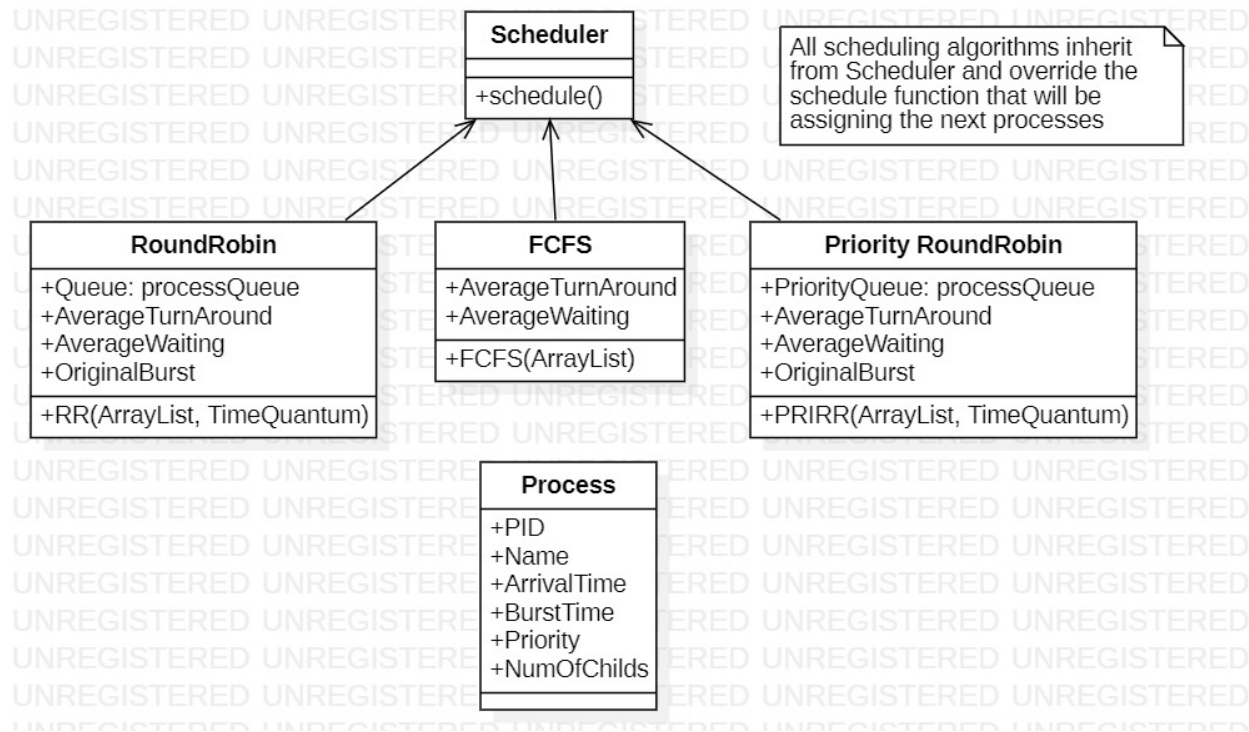 Scheduler
+schedule()
All scheduling algorithms inherit
from Scheduler and override the
schedule function that will be
assigning the next processes
RoundRobin
+Queue: processQueue
+AverageTurnAround
+AverageWaiting
+OriginalBurst
+RR(ArrayList, TimeQuantum)
FCFS
+AverageTurnAround
+AverageWaiting
+FCFS(ArrayList)
Priority RoundRobin
+PriorityQueue: processQueue
+AverageTurnAround
+AverageWaiting
+OriginalBurst
+PRIRR(ArrayList, TimeQuantum)
Process
+PID
+Name
+ArrivalTime
+BurstTime
+Priority
+NumOfChilds
UNREGISTERED